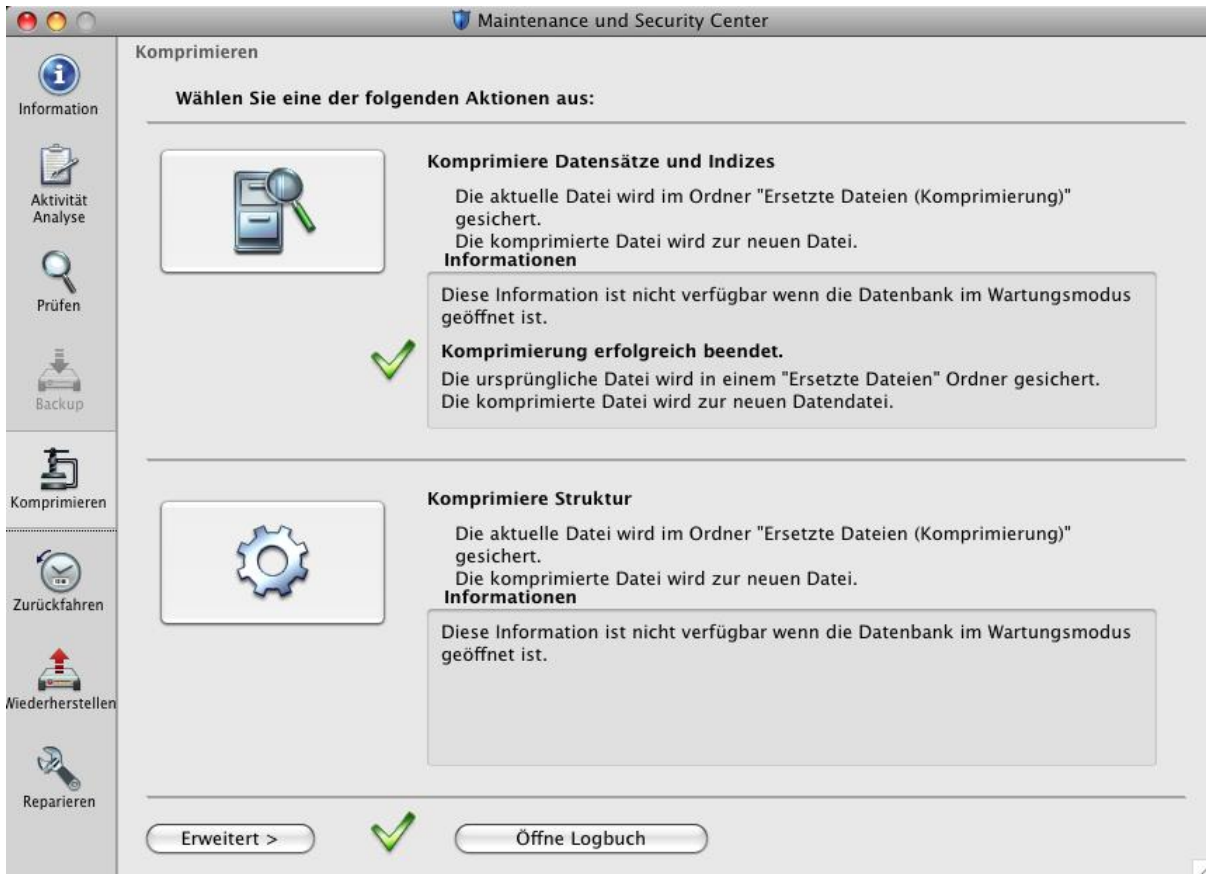 Maintenance und Security Center
Information
Aktivität
Analyse
Prüfen
Backup
Komprimieren
Zurückfahren
Wiederherstellen
Reparieren
Komprimieren
Wählen Sie eine der folgenden Aktionen aus:
Komprimiere Datensätze und Indizes
Die aktuelle Datei wird im Ordner "Ersetzte Dateien (Komprimierung)"
gesichert.
Die komprimierte Datei wird zur neuen Datei.
Informationen
Diese Information ist nicht verfügbar wenn die Datenbank im Wartungsmodus
geöffnet ist.
Komprimierung erfolgreich beendet.
Die ursprüngliche Datei wird in einem "Ersetzte Dateien" Ordner gesichert.
Die komprimierte Datei wird zur neuen Datendatei.
Komprimiere Struktur
Die aktuelle Datei wird im Ordner "Ersetzte Dateien (Komprimierung)"
gesichert.
Die komprimierte Datei wird zur neuen Datei.
Informationen
Diese Information ist nicht verfügbar wenn die Datenbank im Wartungsmodus
geöffnet ist.
Erweitert >
Öffne Logbuch